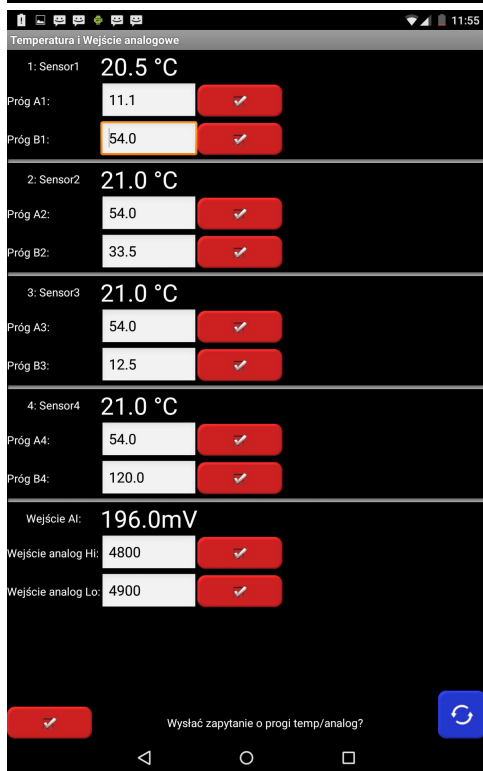 11:55
Temperatura i Wejście analogowe
1: Sensor1 20.5 °C
Próg A1: 11.1
Próg B1: 54.0
2: Sensor2 21.0 °C
Próg A2: 54.0
Próg B2: 33.5
3: Sensor3 21.0 °C
Próg A3: 54.0
Próg B3: 12.5
4: Sensor4 21.0 °C
Próg A4: 54.0
Próg B4: 120.0
Wejście AI: 196.0mV
Wejście analog Hi: 4800
Wejście analog Lo: 4900
Wysłać zapytanie o progi temp/analog?